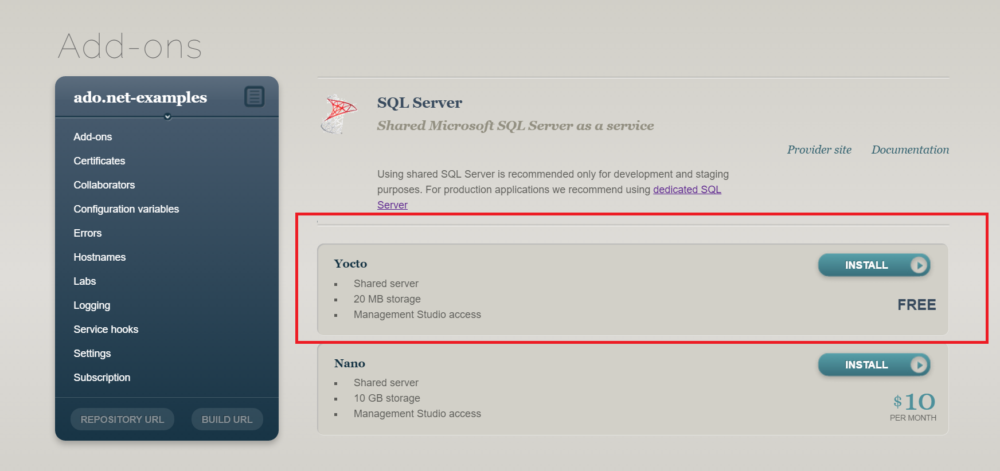 Add-ons
ado.net-examples
Add-ons
Certificates
Collaborators
Configuration variables
Errors
Hostnames
Labs
Logging
Service hooks
Settings
Subscription
REPOSITORY URL
BUILD URL
SQL Server
Shared Microsoft SQL Server as a service
Provider site
Documentation
Using shared SQL Server is recommended only for development and staging
purposes. For production applications we recommend using dedicated SQL
Server
Yocto
Shared server
20 MB storage
Management Studio access
INSTALL
FREE
Nano
Shared server
10 GB storage
Management Studio access
INSTALL
$10
PER MONTH